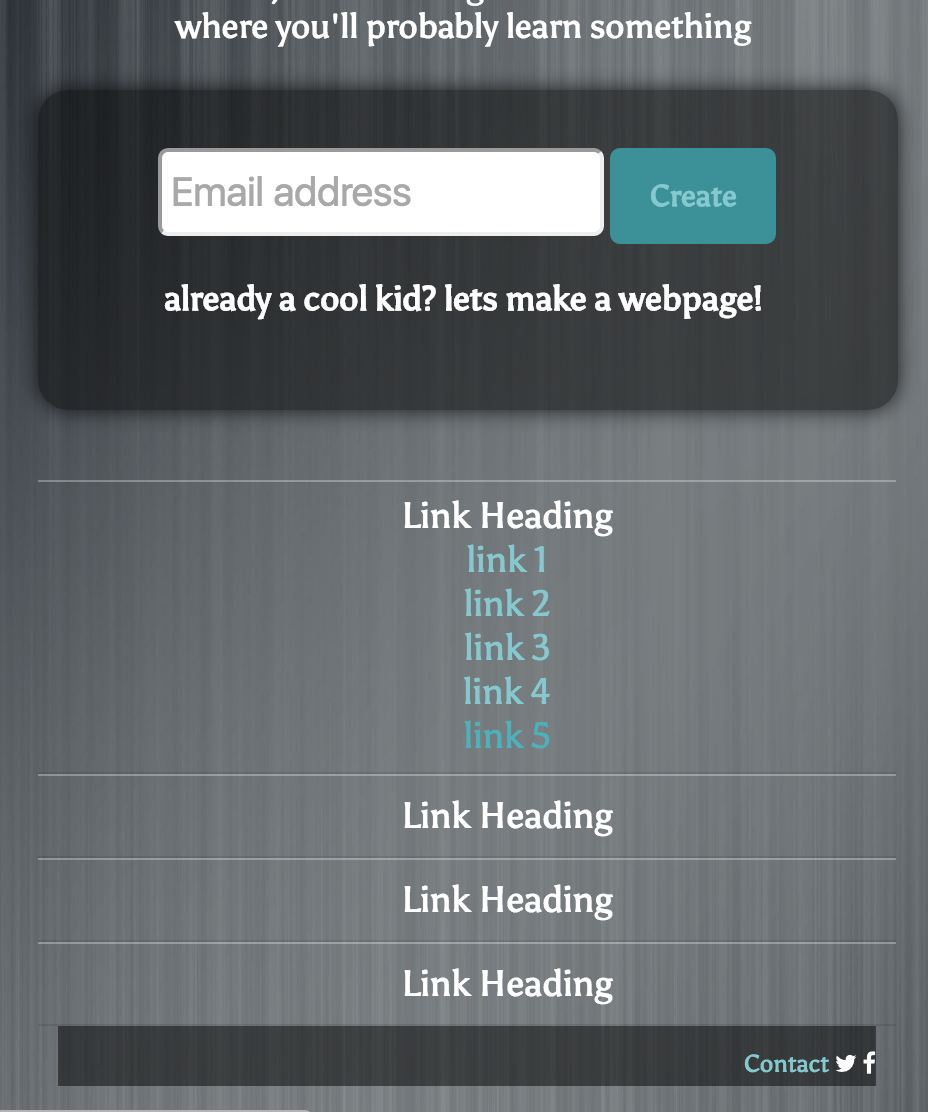 where you'll probably learn something
Email address
Create
already a cool kid? lets make a webpage!
Link Heading
link 1
link 2
link 3
link 4
link 5
Link Heading
Link Heading
Link Heading
Contact